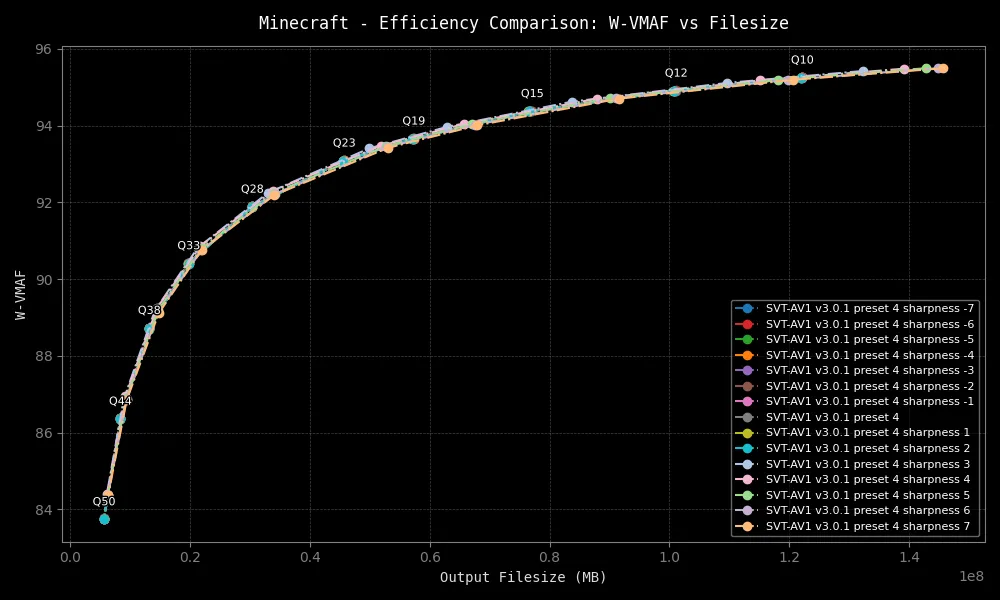 Minecraft - Efficiency Comparison: W-VMAF vs Filesize
96
94
92
90
88
86
84
W-VMAF
Q10
Q12
Q15
Q19
Q23
Q28
Q33
Q38
Q44
Q50
SVT-AV1 v3.0.1 preset 4 sharpness -7
SVT-AV1 v3.0.1 preset 4 sharpness -6
SVT-AV1 v3.0.1 preset 4 sharpness -5
SVT-AV1 v3.0.1 preset 4 sharpness -4
SVT-AV1 v3.0.1 preset 4 sharpness -3
SVT-AV1 v3.0.1 preset 4 sharpness -2
SVT-AV1 v3.0.1 preset 4 sharpness -1
SVT-AV1 v3.0.1 preset 4
SVT-AV1 v3.0.1 preset 4 sharpness 1
SVT-AV1 v3.0.1 preset 4 sharpness 2
SVT-AV1 v3.0.1 preset 4 sharpness 3
SVT-AV1 v3.0.1 preset 4 sharpness 4
SVT-AV1 v3.0.1 preset 4 sharpness 5
SVT-AV1 v3.0.1 preset 4 sharpness 6
SVT-AV1 v3.0.1 preset 4 sharpness 7
0.0 0.2 0.4 0.6 0.8 1.0 1.2 1.4
1e8
Output Filesize (MB)